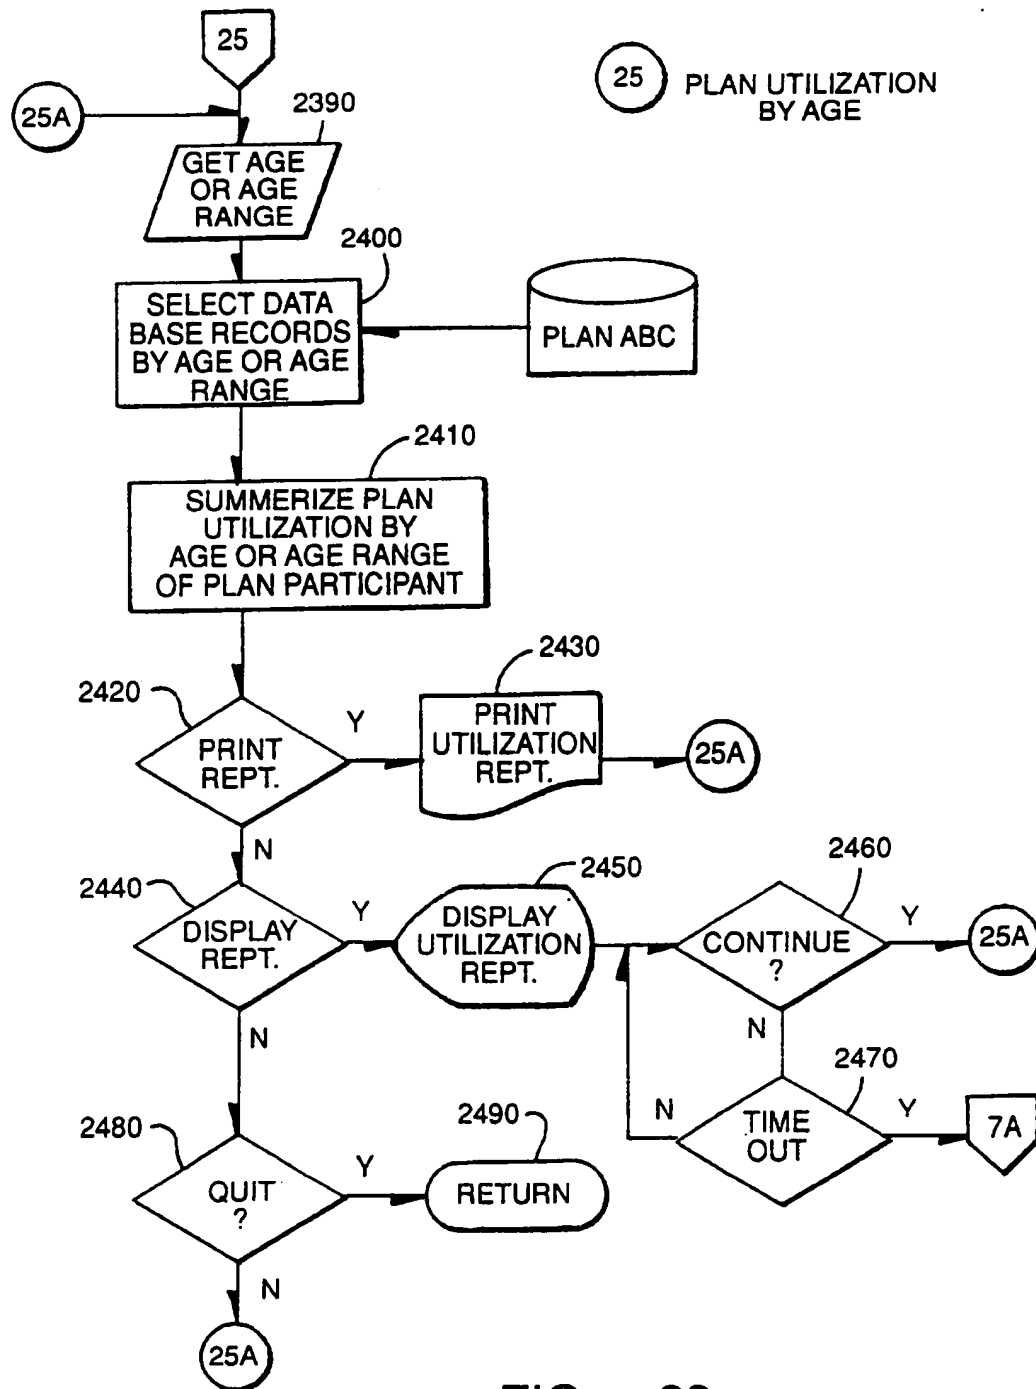 25
25
PLAN UTILIZATION
BY AGE
25A
2390
GET AGE
OR AGE
RANGE
2400
SELECT DATA
BASE RECORDS
BY AGE OR AGE
RANGE
PLAN ABC
2410
SUMMERIZE PLAN
UTILIZATION BY
AGE OR AGE RANGE
OF PLAN PARTICIPANT
2420
PRINT
REPT.
Y
N
2430
PRINT
UTILIZATION
REPT.
25A
2440
DISPLAY
REPT.
Y
N
2450
DISPLAY
UTILIZATION
REPT.
2460
CONTINUE
?
Y
25A
N
2470
TIME
OUT
N
Y
7A
2480
QUIT
?
Y
2490
RETURN
N
25A